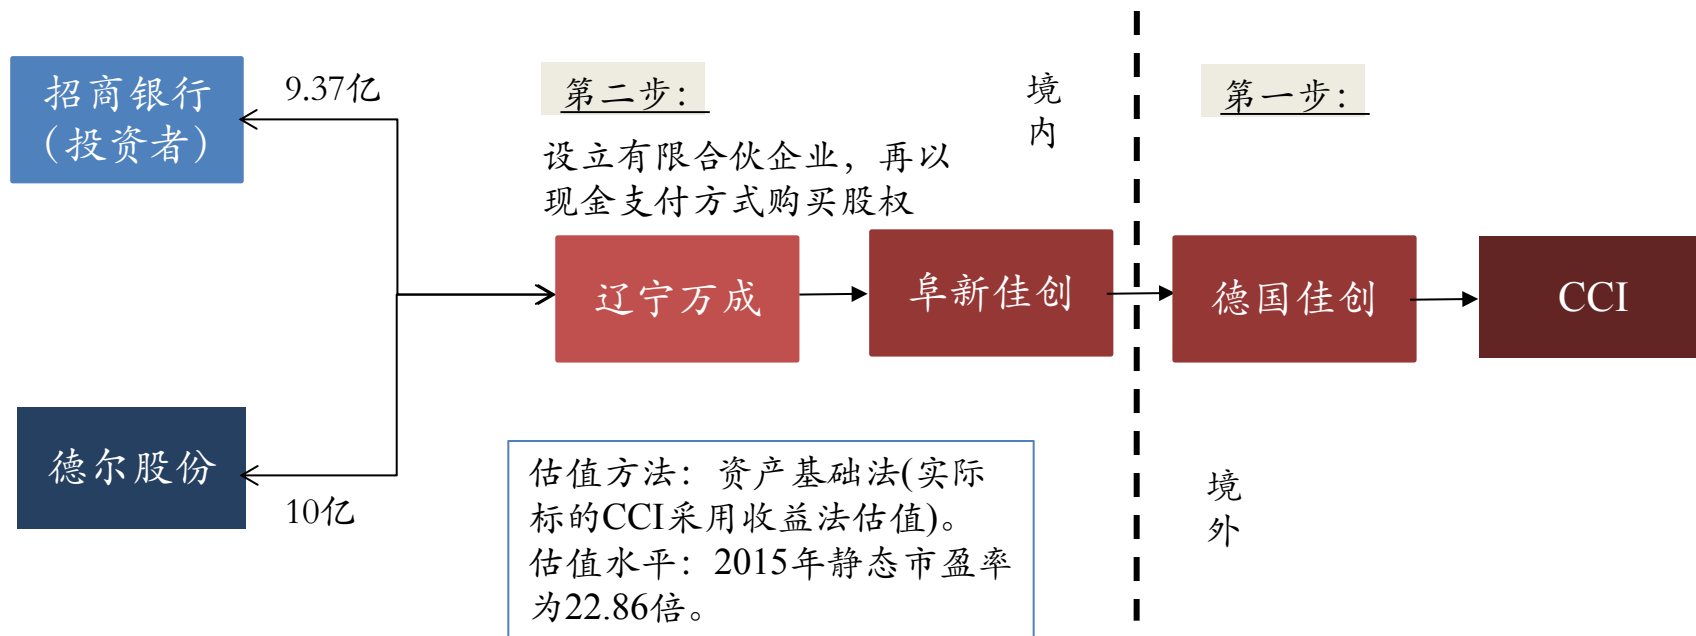 招商银行
（投资者）
9.37亿
第二步：
设立有限合伙企业，再以
现金支付方式购买股权
境
内
第一步：
辽宁万成
阜新佳创
德国佳创
CCI
德尔股份
10亿
估值方法：资产基础法(实际
标的CCI采用收益法估值)。
估值水平：2015年静态市盈率
为22.86倍。
境
外